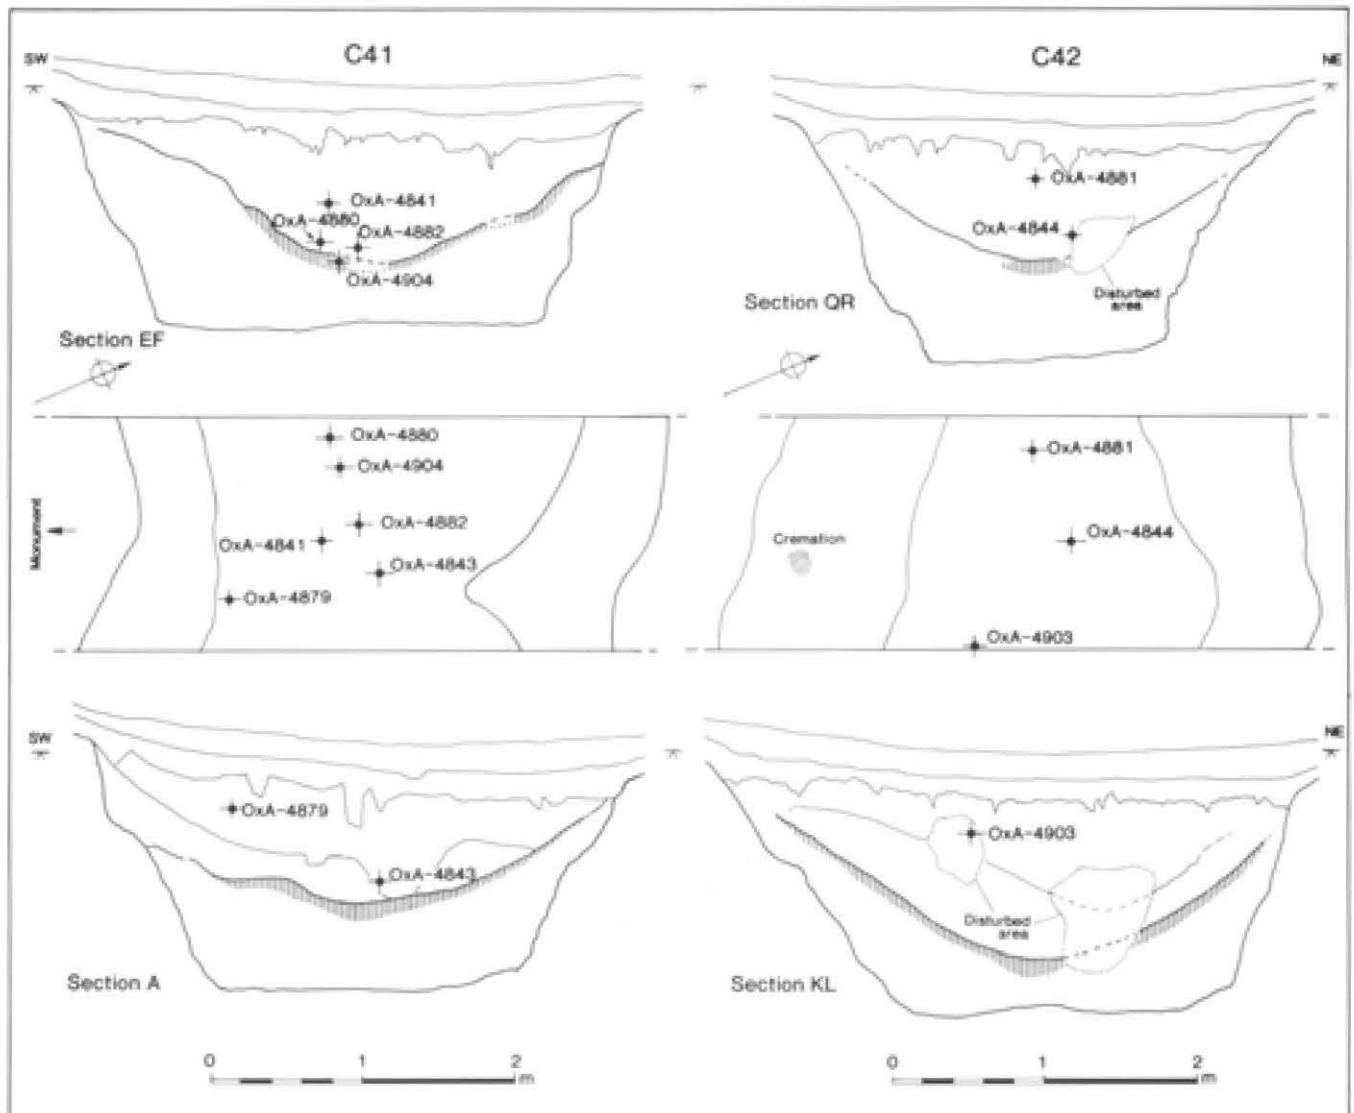 C41
C42
SW
NE
OxA-4841
OxA-4880
OxA-4882
OxA-4904
Section EF
OxA-4881
OxA-4844
Disturbed
area
Section QR
OxA-4880
OxA-4904
OxA-4882
OxA-4841
OxA-4843
OxA-4879
Monument
OxA-4881
OxA-4844
Cremation
OxA-4903
SW
NE
OxA-4879
OxA-4843
Section A
OxA-4903
Disturbed
area
Section KL
0 1 2
m
0 1 2
m